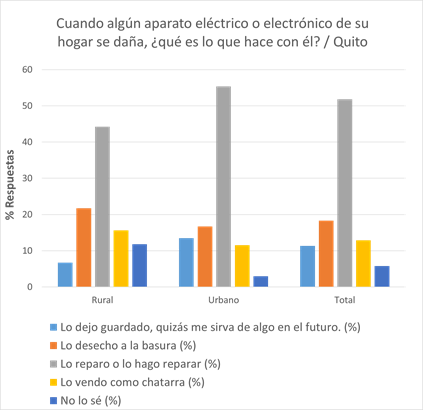 Cuando algún aparato eléctrico o electrónico de su
hogar se daña, ¿qué es lo que hace con él? / Quito
% Respuestas
60
50
40
30
20
10
0
Rural
Urbano
Total
Lo dejo guardado, quizás me sirva de algo en el futuro. (%)
Lo desecho a la basura (%)
Lo reparo o lo hago reparar (%)
Lo vendo como chatarra (%)
No lo sé (%)